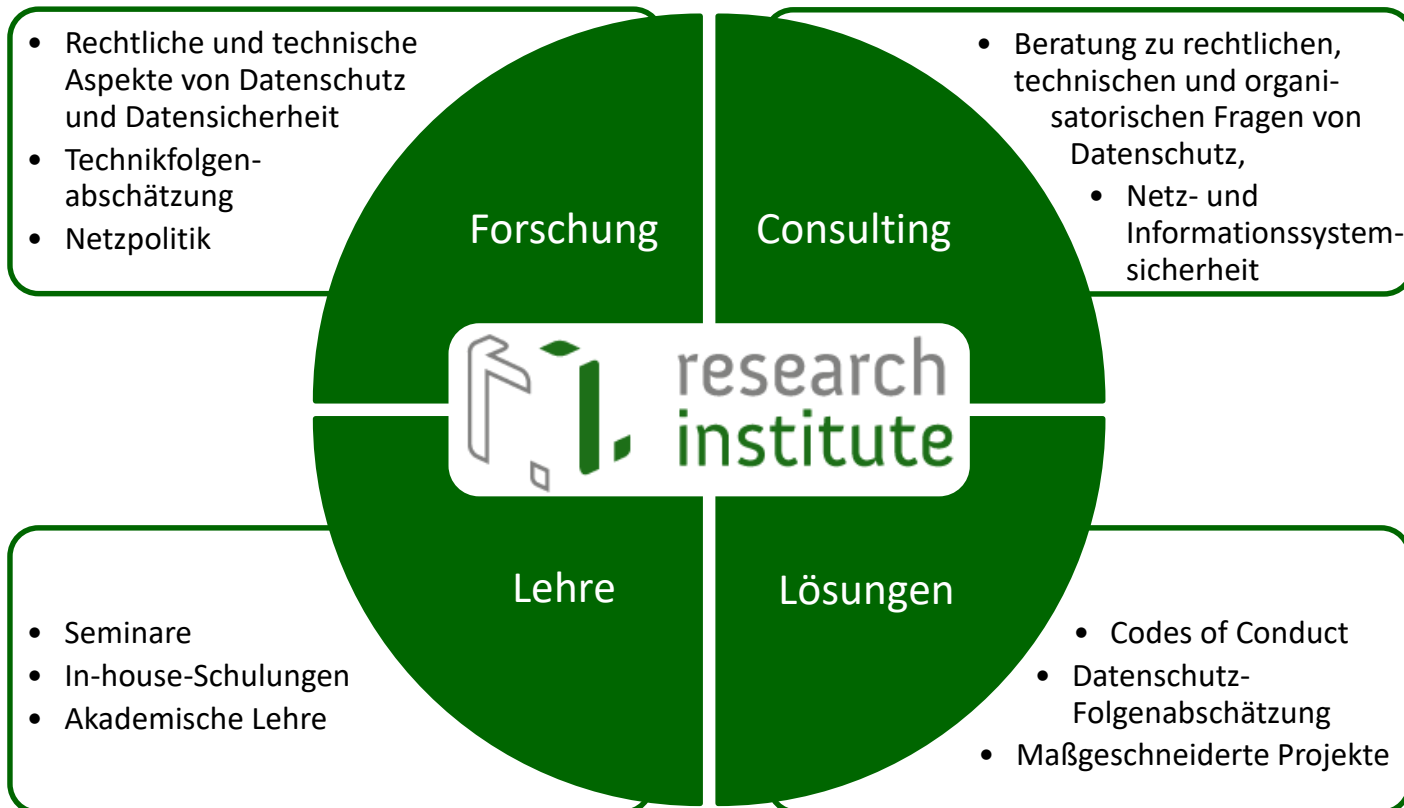 • Rechtliche und technische
Aspekte von Datenschutz
und Datensicherheit
• Technikfolgen-
abschätzung
• Netzpolitik
Forschung
Consulting
• Beratung zu rechtlichen,
technischen und organi-
satorischen Fragen von
Datenschutz,
• Netz- und
Informationssystem-
sicherheit
research
institute
Lehre
Lösungen
• Seminare
• In-house-Schulungen
• Akademische Lehre
• Codes of Conduct
• Datenschutz-
Folgenabschätzung
• Maßgeschneiderte Projekte